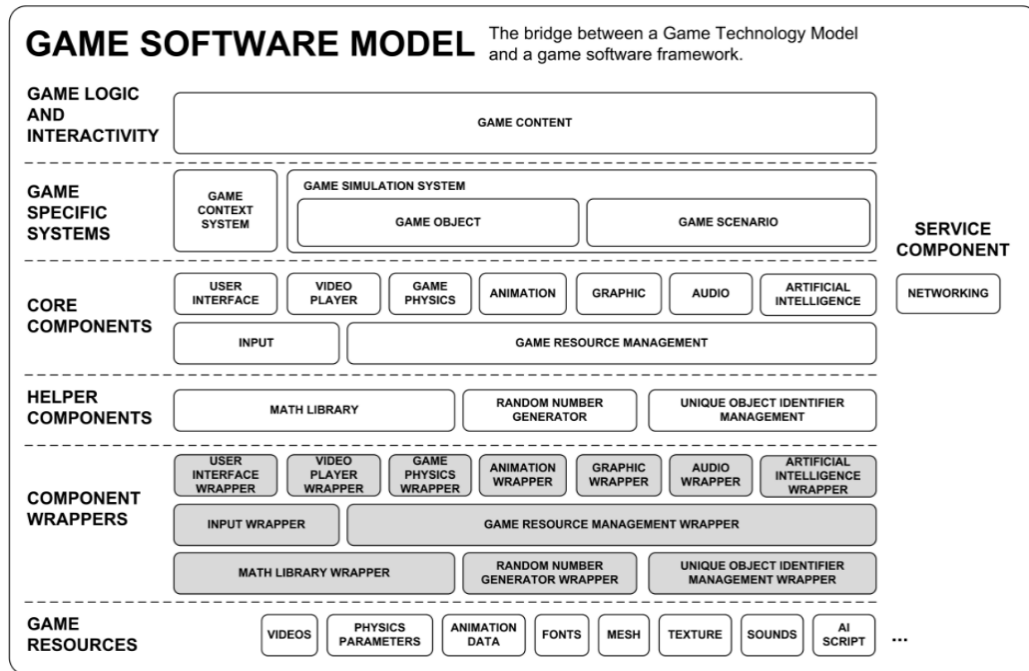 GAME SOFTWARE MODEL
The bridge between a Game Technology Model
and a game software framework.
GAME LOGIC
AND
INTERACTIVITY
GAME CONTENT
GAME
SPECIFIC
SYSTEMS
GAME
CONTEXT
SYSTEM
GAME SIMULATION SYSTEM
GAME OBJECT
GAME SCENARIO
SERVICE
COMPONENT
NETWORKING
CORE
COMPONENTS
USER
INTERFACE
VIDEO
PLAYER
GAME
PHYSICS
ANIMATION
GRAPHIC
AUDIO
ARTIFICIAL
INTELLIGENCE
INPUT
GAME RESOURCE MANAGEMENT
HELPER
COMPONENTS
MATH LIBRARY
RANDOM NUMBER
GENERATOR
UNIQUE OBJECT IDENTIFIER
MANAGEMENT
COMPONENT
WRAPPERS
USER
INTERFACE
WRAPPER
VIDEO
PLAYER
WRAPPER
GAME
PHYSICS
WRAPPER
ANIMATION
WRAPPER
GRAPHIC
WRAPPER
AUDIO
WRAPPER
ARTIFICIAL
INTELLIGENCE
WRAPPER
INPUT WRAPPER
GAME RESOURCE MANAGEMENT WRAPPER
MATH LIBRARY WRAPPER
RANDOM NUMBER
GENERATOR WRAPPER
UNIQUE OBJECT IDENTIFIER
MANAGEMENT WRAPPER
GAME
RESOURCES
VIDEOS
PHYSICS
PARAMETERS
ANIMATION
DATA
FONTS
MESH
TEXTURE
SOUNDS
AI
SCRIPT
...